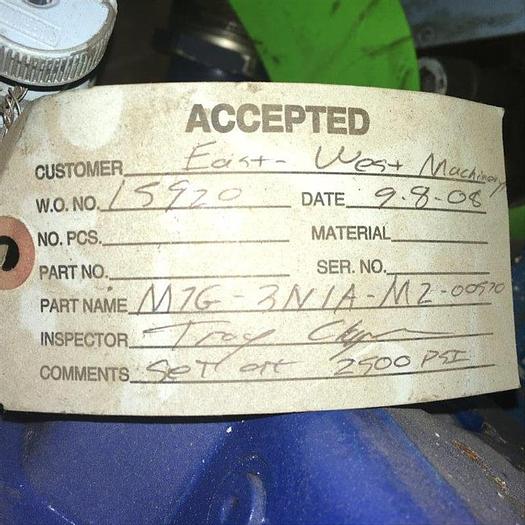 ACCEPTED
CUSTOMER East-West Machinery
W.O. NO. 15920 DATE 9-8-08
NO. PCS. MATERIAL
PART NO. SER. NO.
PART NAME M7G-3N1A-M2-00570
INSPECTOR
COMMENTS Set at 2500 PSI